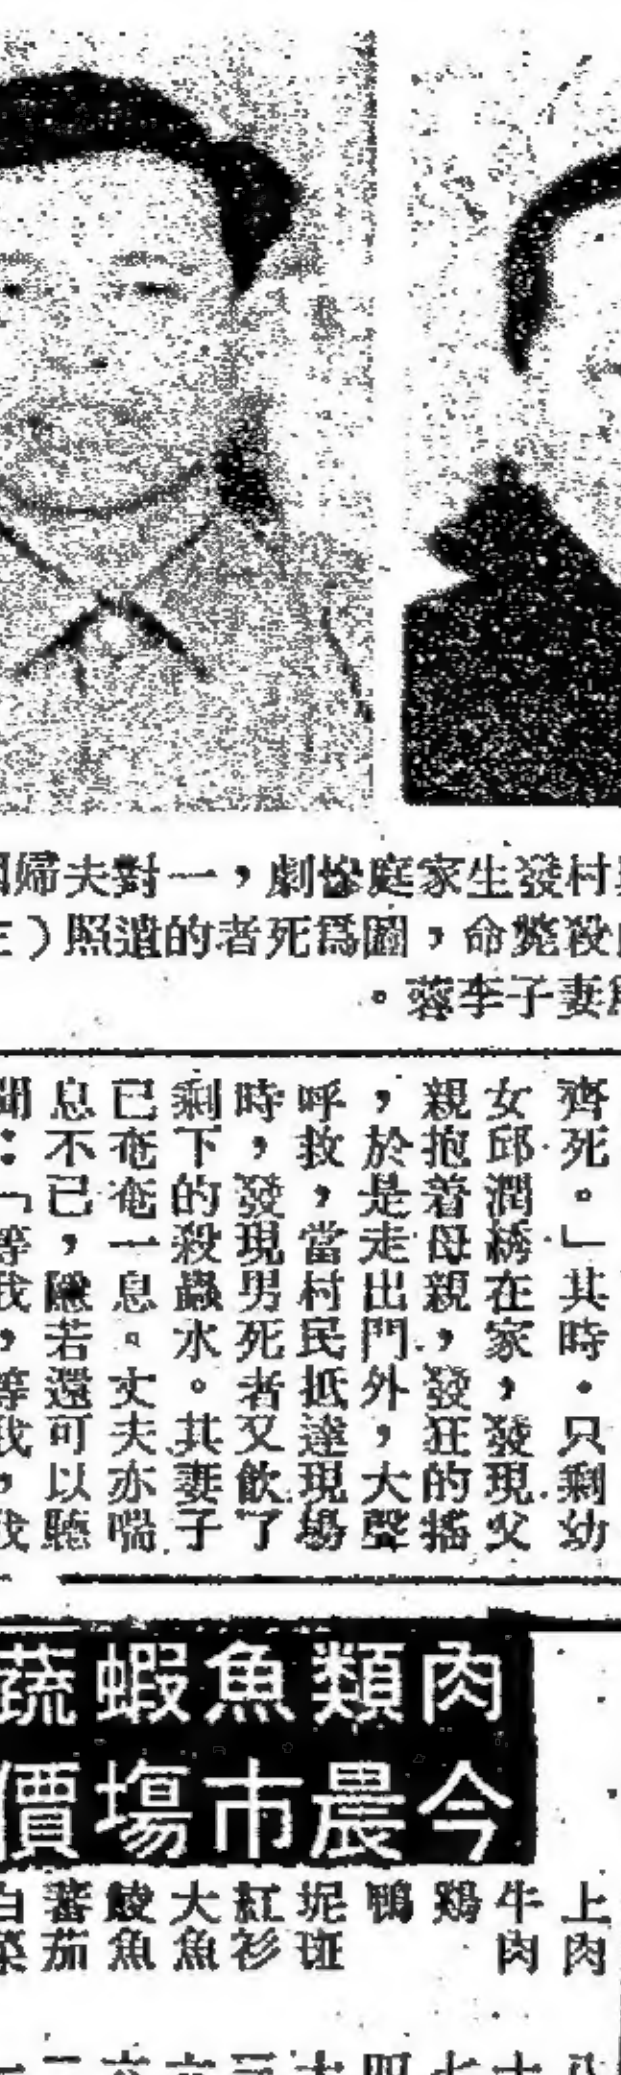 村發生家庭慘劇，一對夫婦
殺斃命，圖爲死者的遺照（左
妻子李蓉。
齊死。」其時，只剩幼
女邱潤綉在家，發現父
親抱着母親，發狂的搖
，於是走出門外，大聲
呼救，當村民抵達現場
時，發現男死者又飲了
剩下的殺蟲水。其妻子
已奄奄一息。丈夫亦喘
息不已，隱若還可以聽
聞：「等我，等我，我
肉類魚蝦蔬
今晨市塲價
上肉
牛肉
鷄
鴨
坭斑
紅衫
大魚
鯪魚
蕃茄
白菜